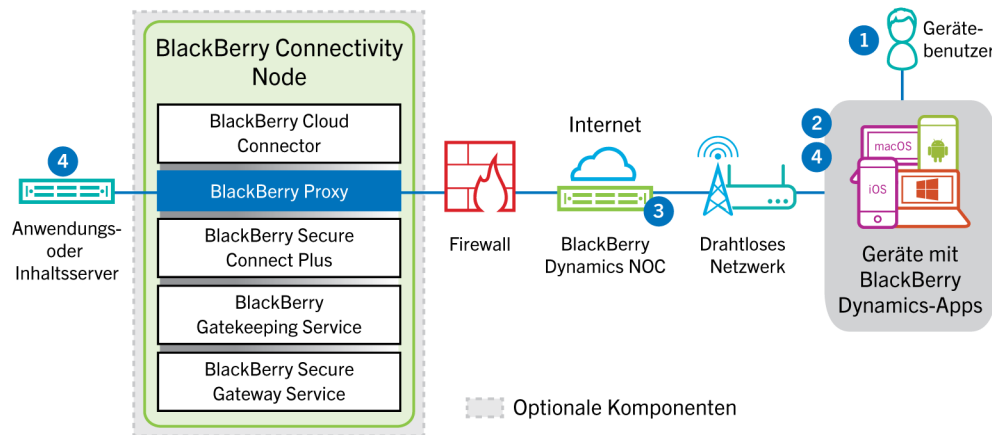 BlackBerry Connectivity
Node
BlackBerry Cloud
Connector
BlackBerry Proxy
BlackBerry Secure
Connect Plus
BlackBerry
Gatekeeping Service
BlackBerry Secure
Gateway Service
4
Anwendungs-
oder
Inhaltsserver
Firewall
Internet
3
BlackBerry
Dynamics NOC
Drahtloses
Netzwerk
1
Geräte-
benutzer
2
4
macOS
iOS
Geräte mit
BlackBerry
Dynamics-Apps
Optionale Komponenten